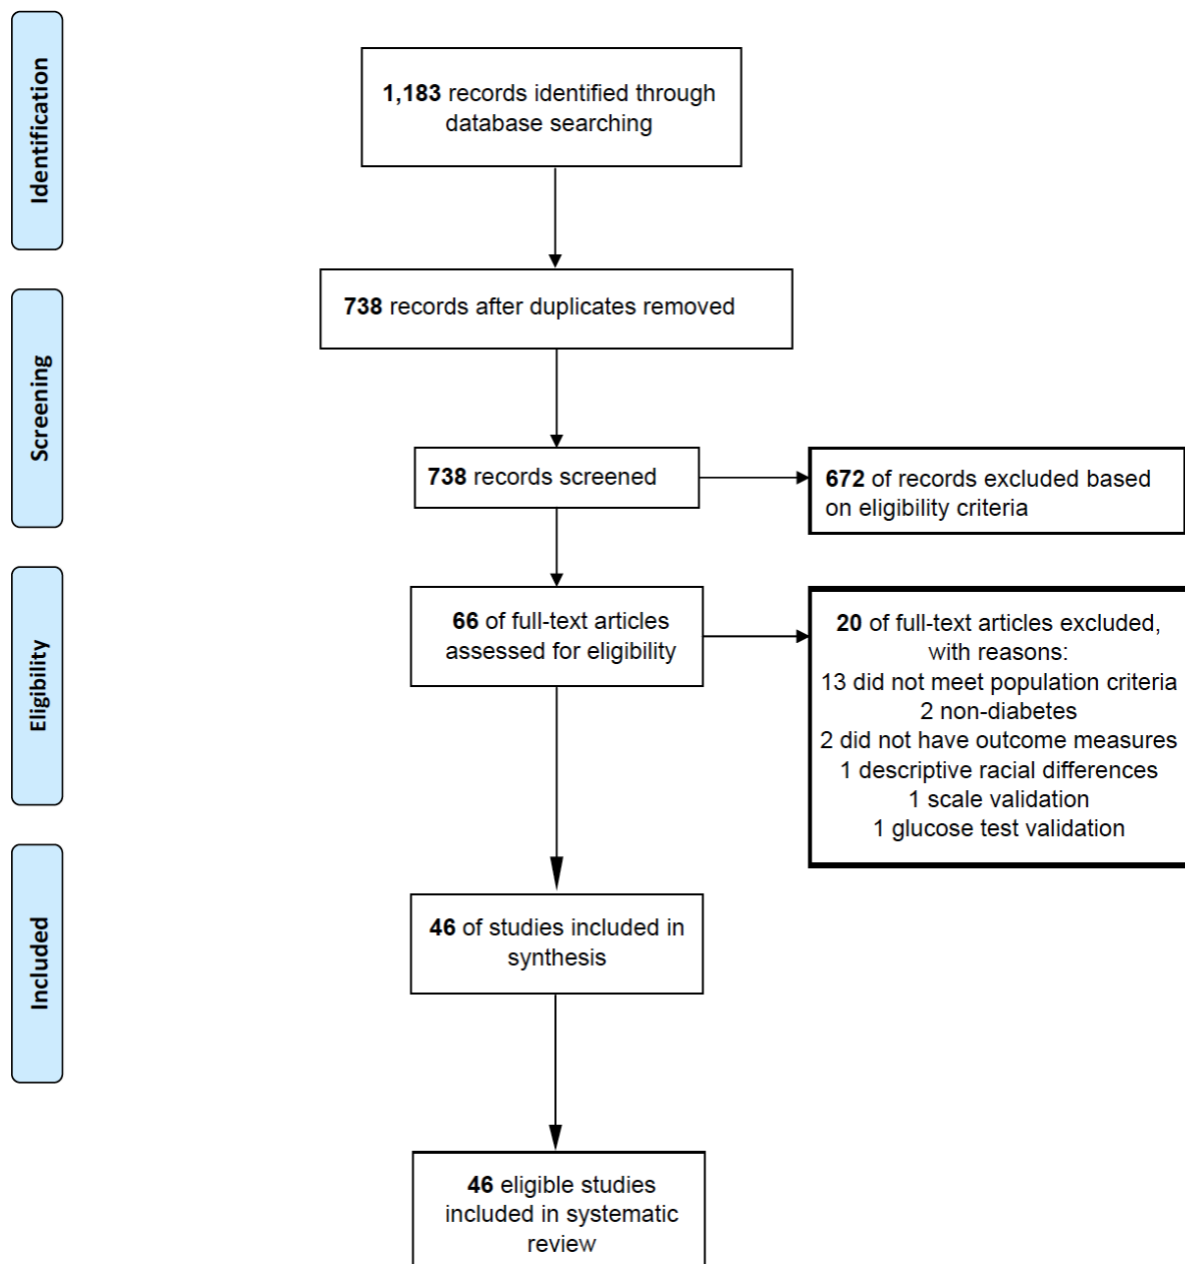 Identification
1,183 records identified through
database searching
738 records after duplicates removed
Screening
738 records screened
672 of records excluded based
on eligibility criteria
Eligibility
66 of full-text articles
assessed for eligibility
20 of full-text articles excluded,
with reasons:
13 did not meet population criteria
2 non-diabetes
2 did not have outcome measures
1 descriptive racial differences
1 scale validation
1 glucose test validation
Included
46 of studies included in
synthesis
46 eligible studies
included in systematic
review